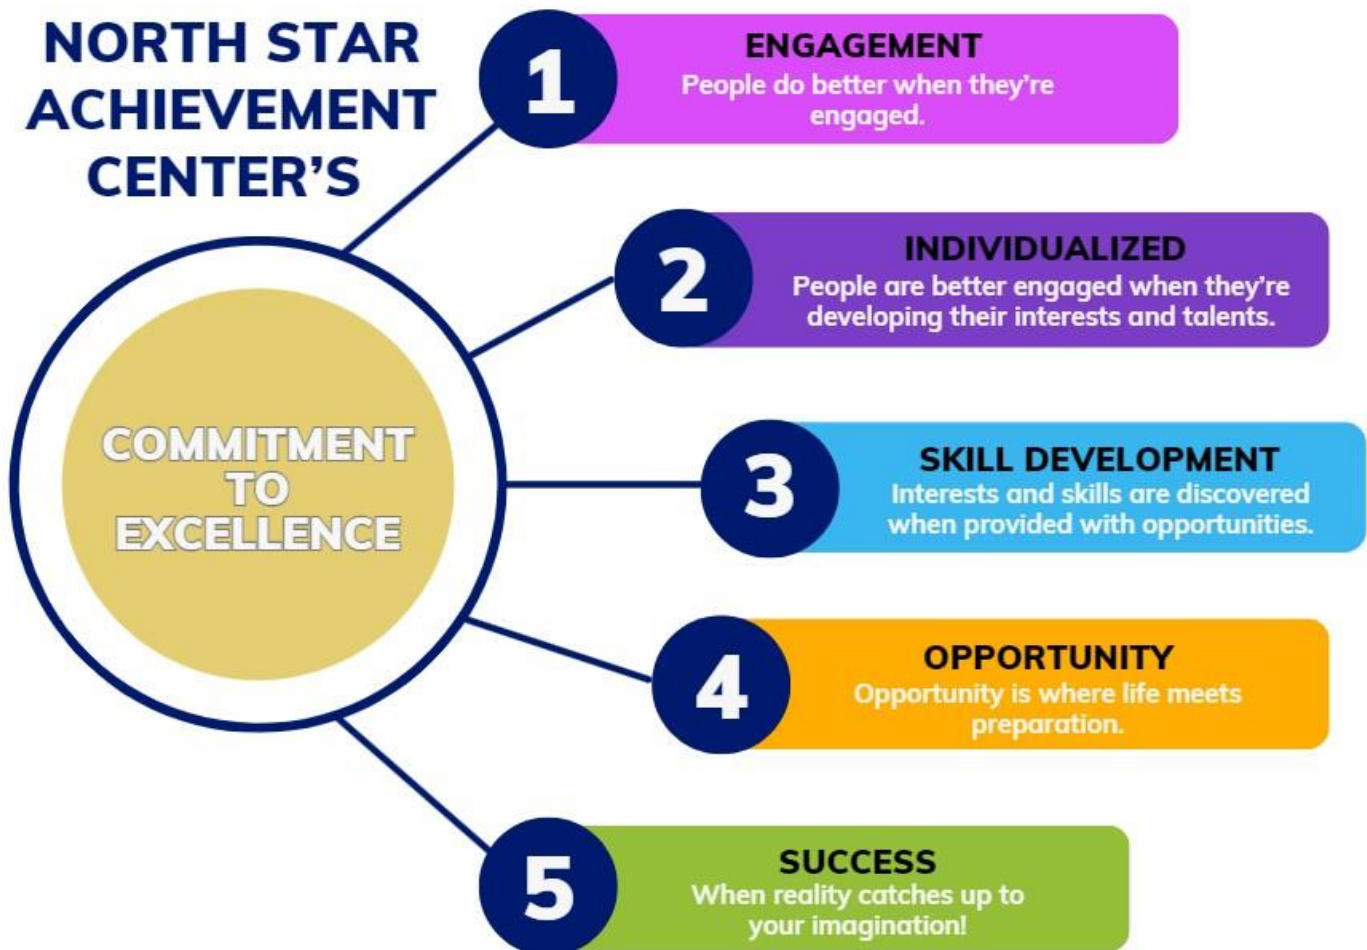 NORTH STAR
ACHIEVEMENT
CENTER’S
COMMITMENT
TO
EXCELLENCE
1
ENGAGEMENT
People do better when they’re
engaged.
2
INDIVIDUALIZED
People are better engaged when they’re
developing their interests and talents.
3
SKILL DEVELOPMENT
Interests and skills are discovered
when provided with opportunities.
4
OPPORTUNITY
Opportunity is where life meets
preparation.
5
SUCCESS
When reality catches up to
your imagination!